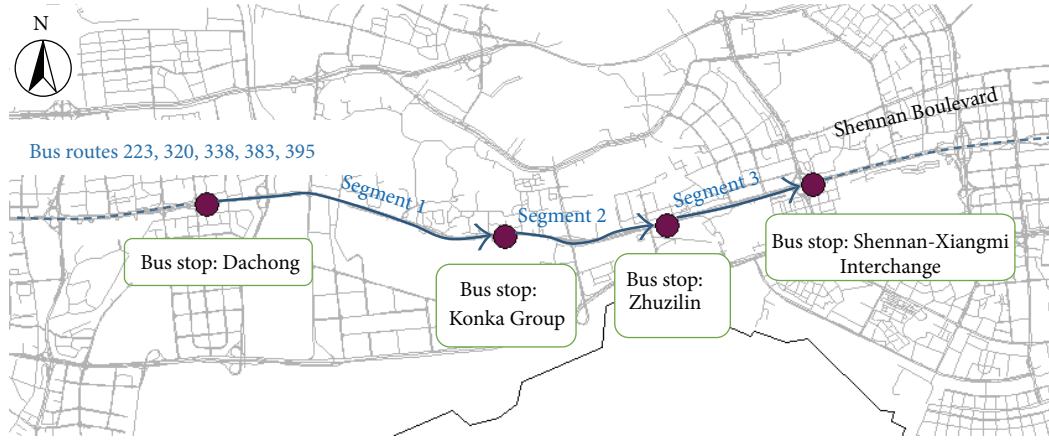 N
Shennan Boulevard
Bus routes 223, 320, 338, 383, 395
Segment 1
Segment 2
Segment 3
Bus stop: Dachong
Bus stop:
Konka Group
Bus stop:
Zhuzilin
Bus stop: Shennan-Xiangmi
Interchange